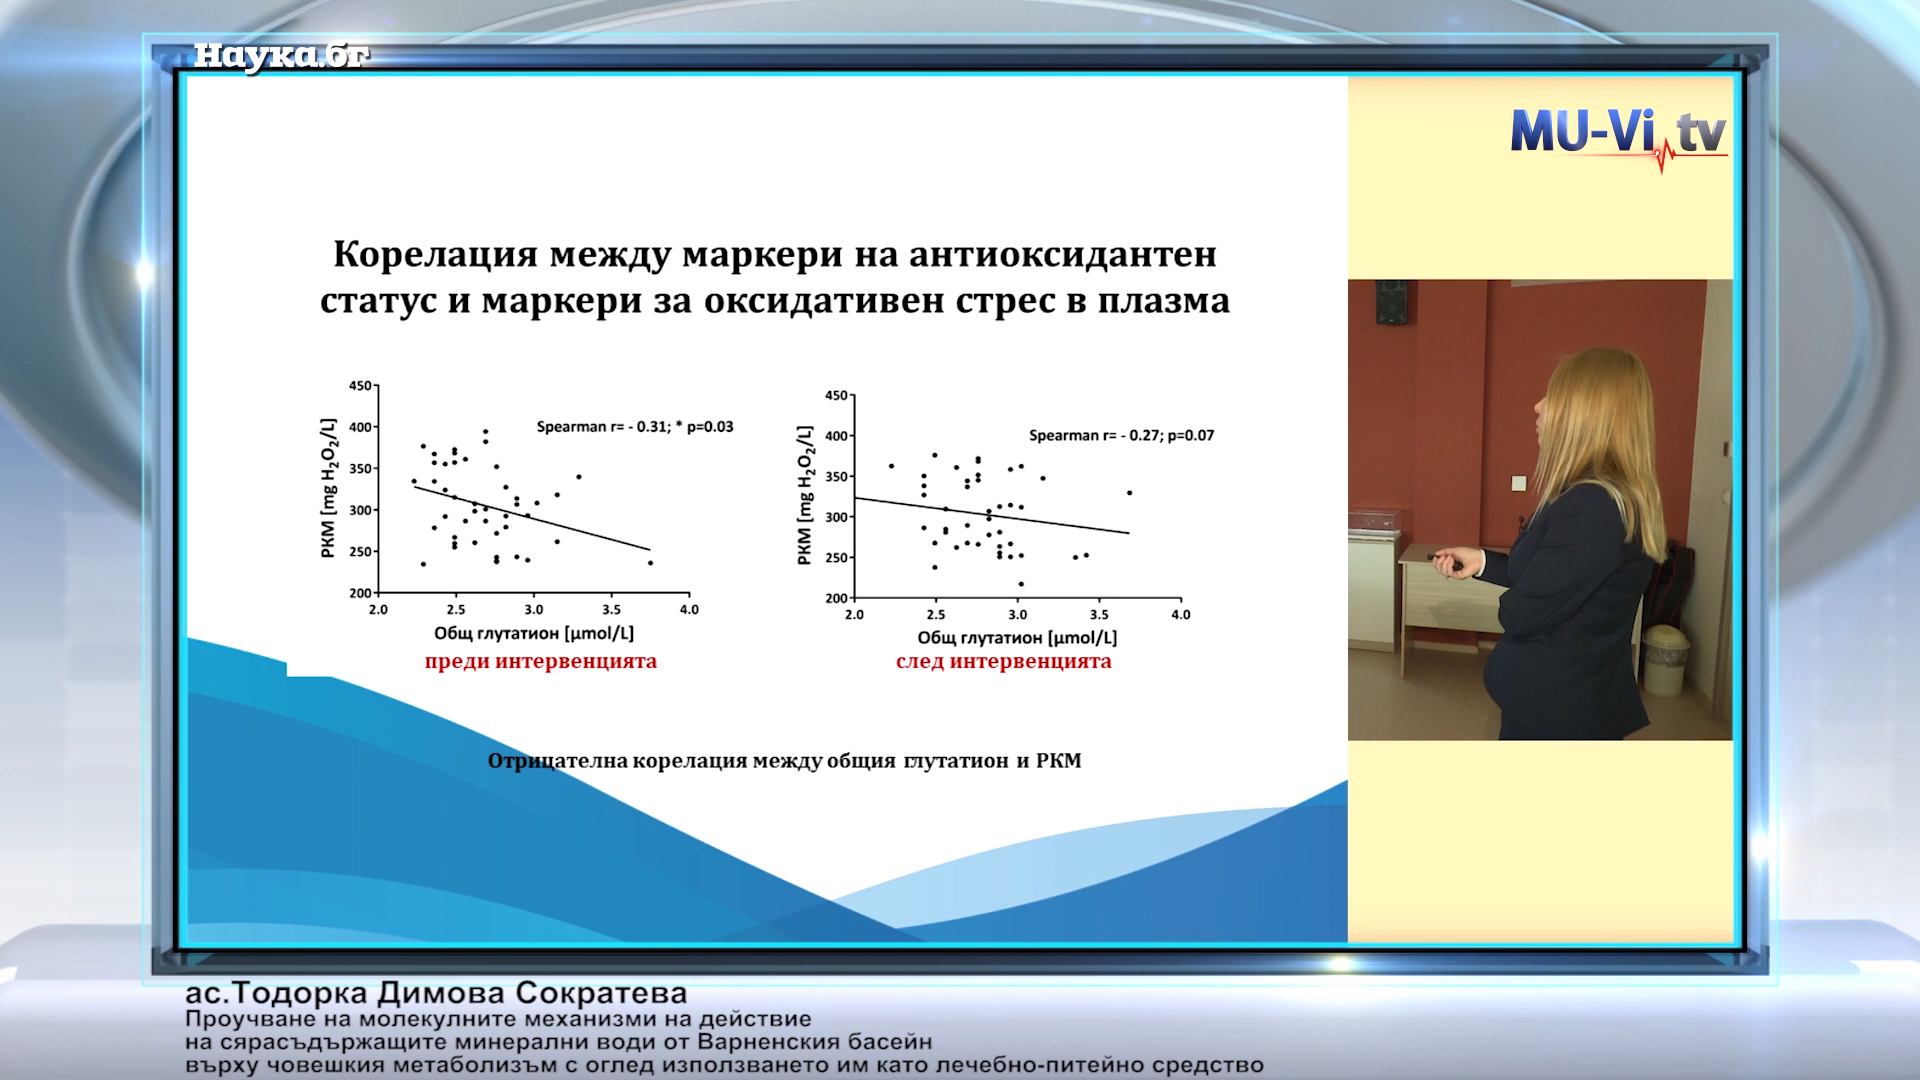 Наука.бг
MU-Vi tv
Корелация между маркери на антиоксидантен
статус и маркери за оксидативен стрес в плазма
450
400
350
300
250
200
2.0 2.5 3.0 3.5 4.0
РКМ [mg H₂O₂/L]
Spearman r= - 0.31; * p=0.03
Общ глутатион [µmol/L]
преди интервенцията
450
400
350
300
250
200
2.0 2.5 3.0 3.5 4.0
РКМ [mg H₂O₂/L]
Spearman r= - 0.27; p=0.07
Общ глутатион [µmol/L]
след интервенцията
Отрицателна корелация между общия глутатион и РКМ
ас.Тодорка Димова Сократева
Проучване на молекулните механизми на действие
на сярасъдържащите минерални води от Варненския басейн
върху човешкия метаболизъм с оглед използването им като лечебно-питейно средство